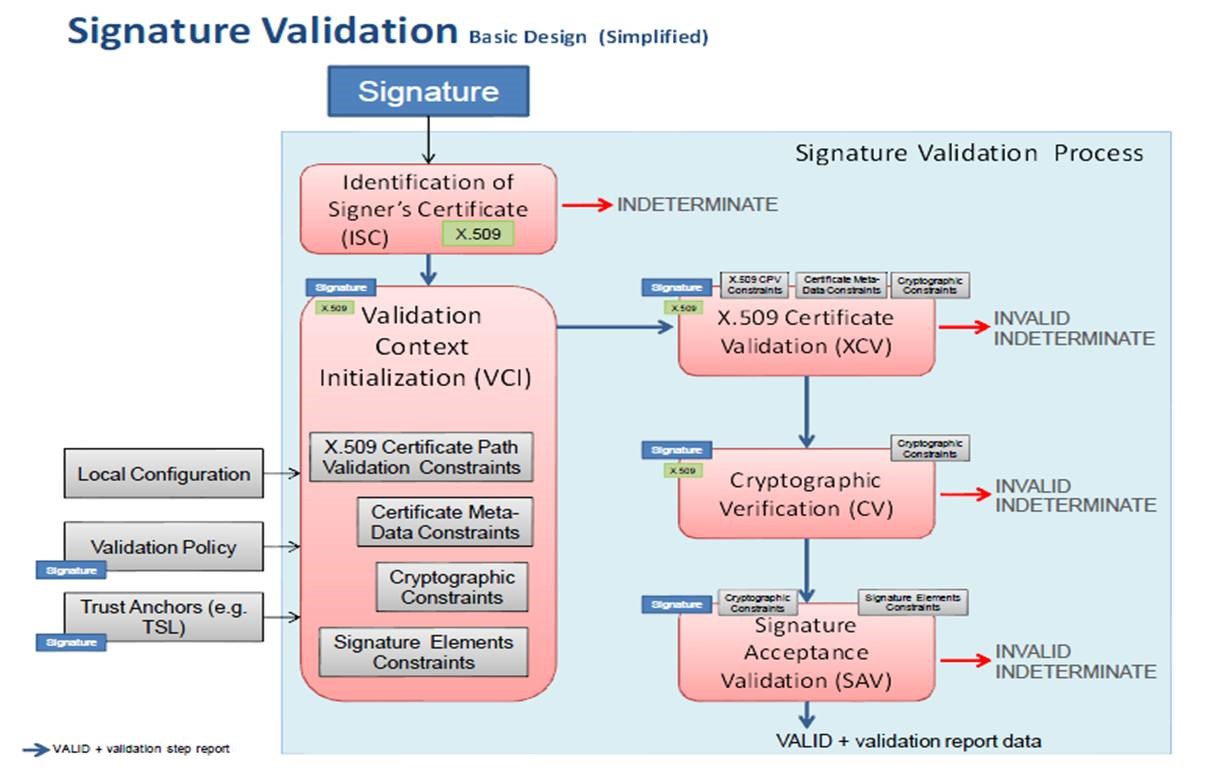 Signature Validation Basic Design (Simplified)
Signature
Signature Validation Process
Identification of
Signer's Certificate
(ISC)
X.509
INDETERMINATE
Signature
X.509
Validation
Context
Initialization (VCI)
X.509 Certificate Path
Validation Constraints
Certificate Meta-
Data Constraints
Cryptographic
Constraints
Signature Elements
Constraints
Local Configuration
Validation Policy
Signature
Trust Anchors (e.g.
TSL)
Signature
Signature
X.509
X.509 CPV
Constraints
Certificate Meta-
Data Constraints
Cryptographic
Constraints
X.509 Certificate
Validation (XCV)
INVALID
INDETERMINATE
Signature
X.509
Cryptographic
Constraints
Cryptographic
Verification (CV)
INVALID
INDETERMINATE
Signature
Cryptographic
Constraints
Signature Elements
Constraints
Signature
Acceptance
Validation (SAV)
INVALID
INDETERMINATE
VALID + validation report data
VALID + validation step report